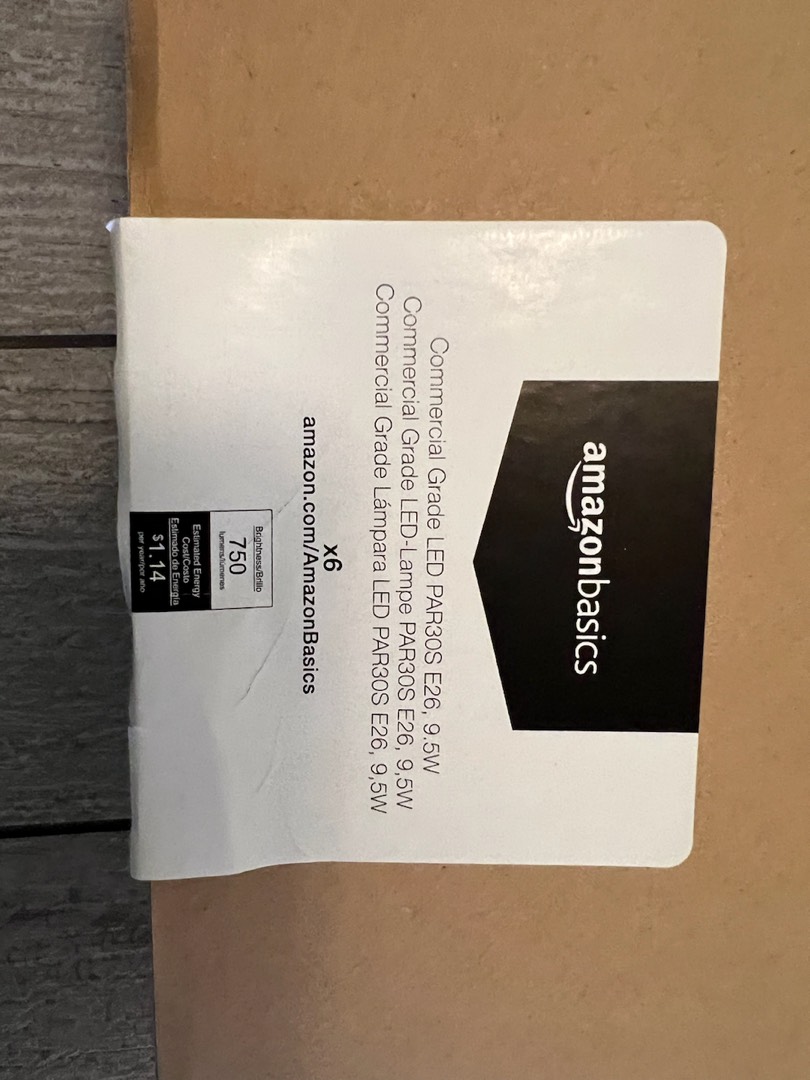 amazonbasics
Commercial Grade LED PAR30S E26, 9.5W
Commercial Grade LED-Lampe PAR30S E26, 9,5W
Commercial Grade Lámpara LED PAR30S E26, 9,5W
x6
amazon.com/AmazonBasics
Brightness/Brillo
750
lumens/lúmenes
Estimated Energy
Cost/Costo
Estimado de Energía
$1.14
per year/por año